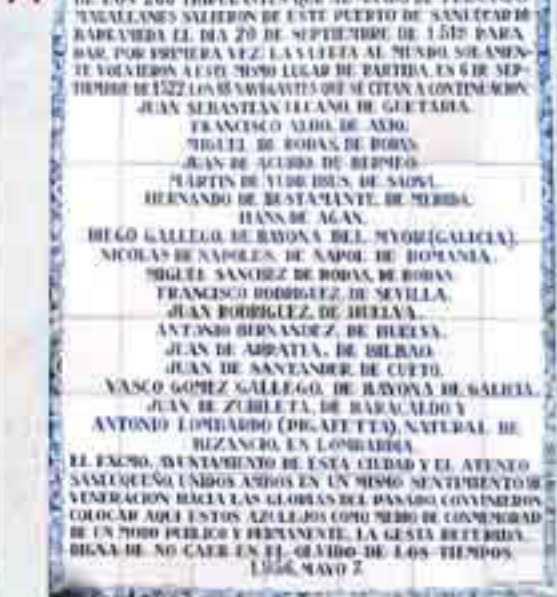 DE LOS QUE
MAGALLANES SALIERON DE ESTE PUERTO DE SANLUCAR DE
BARRAMEDA EL DIA 20 DE SEPTIEMBRE DE 1519 PARA
DAR, POR PRIMERA VEZ, LA VUELTA AL MUNDO, SOLAMEN-
TE VOLVIERON A ESTE MISMO LUGAR DE PARTIDA, EN 6 DE SEP-
TIEMBRE DE 1522 LOS 18 NAVEGANTES QUE SE CITAN A CONTINUACION:
JUAN SEBASTIAN ELCANO, DE GUETARIA.
FRANCISCO ALBO, DE AXIO.
MIGUEL DE RODAS, DE RODAS.
JUAN DE ACURIO, DE BERMEO.
MARTIN DE YUDICIBUS, DE SAONA.
HERNANDO DE BUSTAMANTE, DE MERIDA.
HANS DE AGAN.
DIEGO GALLEGO, DE BAYONA DEL MYOR (GALICIA).
NICOLAS DE NAPOLES, DE NAPOL, DE ROMANIA.
MIGUEL SANCHEZ DE RODAS, DE RODAS.
FRANCISCO RODRIGUEZ, DE SEVILLA.
JUAN RODRIGUEZ, DE HUELVA.
ANTONIO HERNANDEZ, DE HUELVA.
JUAN DE ARRATIA, DE BILBAO.
JUAN DE SANTANDER, DE CUETO.
VASCO GOMEZ GALLEGO, DE BAYONA DE GALICIA.
JUAN DE ZUBILETA, DE BARACALDO Y
ANTONIO LOMBARDO (PIGAFETTA), NATURAL DE
BIZANCIO, EN LOMBARDIA.
EL EXCMO. AYUNTAMIENTO DE ESTA CIUDAD Y EL ATENEO
SANLUQUEÑO, UNIDOS AMBOS EN UN MISMO SENTIMIENTO DE
VENERACION HACIA LAS GLORIAS DEL PASADO, CONVINIERON
COLOCAR AQUI ESTOS AZULEJOS COMO MEDIO DE CONMEMORAR
DE UN MODO PUBLICO Y PERMANENTE, LA GESTA REFERIDA,
DIGNA DE NO CAER EN EL OLVIDO DE LOS TIEMPOS
1.956, MAYO 7